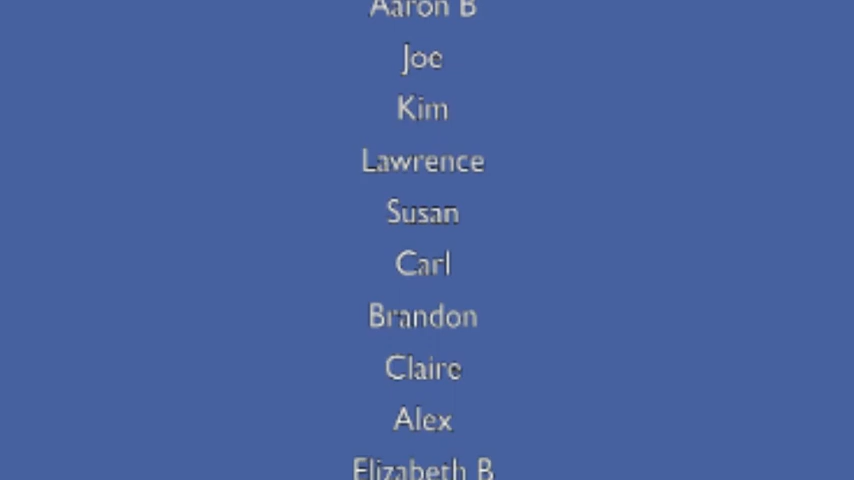 Aaron B
Joe
Kim
Lawrence
Susan
Carl
Brandon
Claire
Alex
Elizabeth B